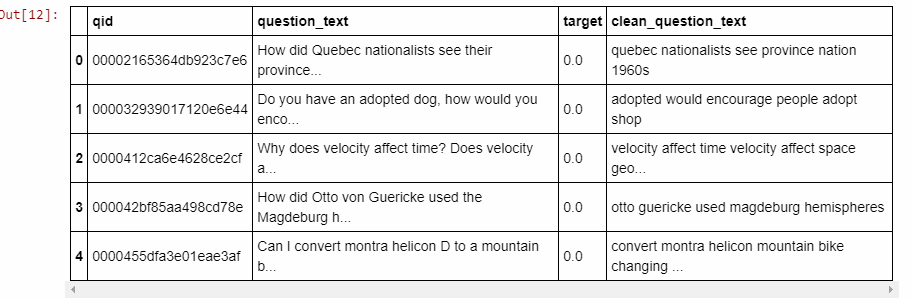 Out[12]:
qid question_text target clean_question_text
0 00002165364db923c7e6 How did Quebec nationalists see their province... 0.0 quebec nationalists see province nation 1960s
1 000032939017120e6e44 Do you have an adopted dog, how would you enco... 0.0 adopted would encourage people adopt shop
2 0000412ca6e4628ce2cf Why does velocity affect time? Does velocity a... 0.0 velocity affect time velocity affect space geo...
3 000042bf85aa498cd78e How did Otto von Guericke used the Magdeburg h... 0.0 otto guericke used magdeburg hemispheres
4 0000455dfa3e01eae3af Can I convert montra helicon D to a mountain b... 0.0 convert montra helicon mountain bike changing ...